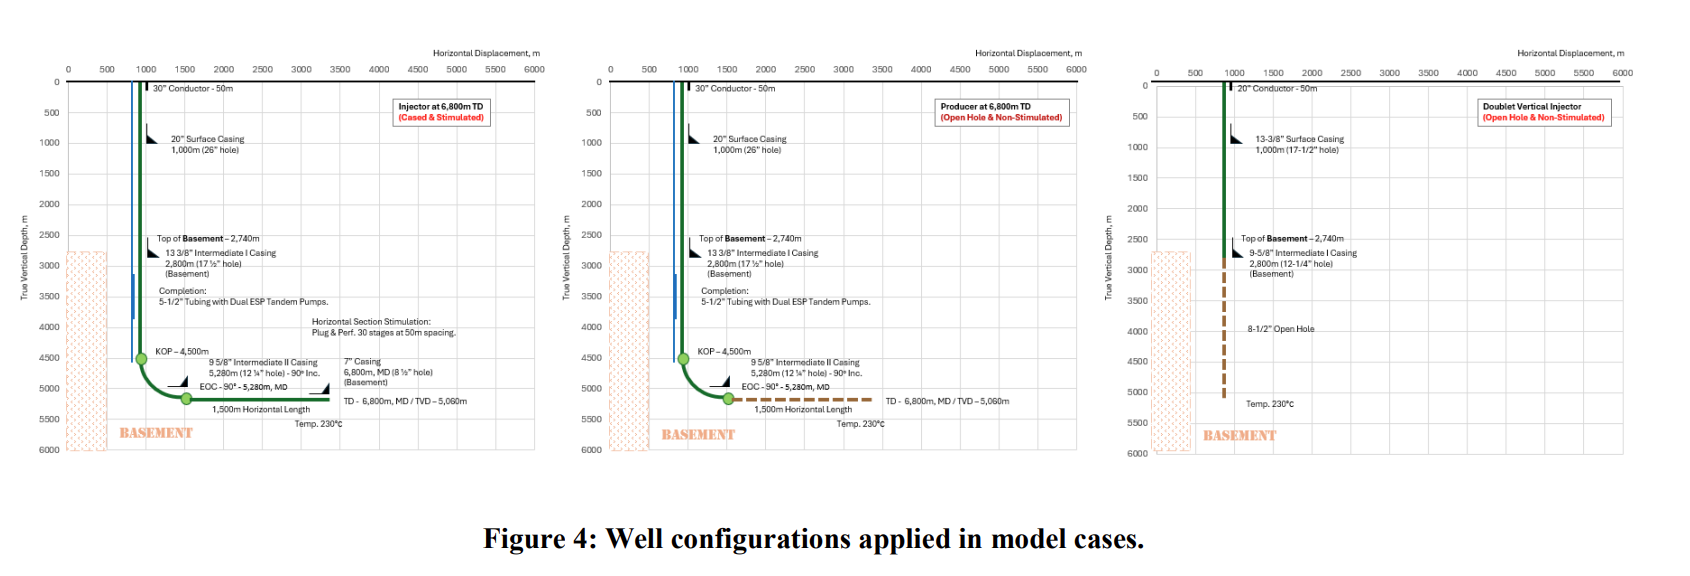 Horizontal Displacement, m
0 500 1000 1500 2000 2500 3000 3500 4000 4500 5000 5500 6000
True Vertical Depth, m
0
500
1000
1500
2000
2500
3000
3500
4000
4500
5000
5500
6000
30" Conductor - 50m
Injector at 6,800m TD
(Cased & Stimulated)
20" Surface Casing
1,000m (26" hole)
Top of Basement – 2,740m
13 3/8" Intermediate I Casing
2,800m (17 ½" hole)
(Basement)
Completion:
5-1/2" Tubing with Dual ESP Tandem Pumps.
Horizontal Section Stimulation:
Plug & Perf. 30 stages at 50m spacing.
KOP – 4,500m
9 5/8" Intermediate II Casing
5,280m (12 ¼" hole) - 90º Inc.
7" Casing
6,800m, MD (8 ½" hole)
(Basement)
EOC - 90° - 5,280m, MD
TD - 6,800m, MD / TVD – 5,060m
1,500m Horizontal Length
Temp. 230°C
BASEMENT
Horizontal Displacement, m
0 500 1000 1500 2000 2500 3000 3500 4000 4500 5000 5500 6000
True Vertical Depth, m
0
500
1000
1500
2000
2500
3000
3500
4000
4500
5000
5500
6000
30" Conductor - 50m
Producer at 6,800m TD
(Open Hole & Non-Stimulated)
20" Surface Casing
1,000m (26" hole)
Top of Basement – 2,740m
13 3/8" Intermediate I Casing
2,800m (17 ½" hole)
(Basement)
Completion:
5-1/2" Tubing with Dual ESP Tandem Pumps.
KOP – 4,500m
9 5/8" Intermediate II Casing
5,280m (12 ¼" hole) - 90º Inc.
EOC - 90° - 5,280m, MD
TD - 6,800m, MD / TVD – 5,060m
1,500m Horizontal Length
Temp. 230°C
BASEMENT
Horizontal Displacement, m
0 500 1000 1500 2000 2500 3000 3500 4000 4500 5000 5500 6000
True Vertical Depth, m
0
500
1000
1500
2000
2500
3000
3500
4000
4500
5000
5500
6000
20" Conductor - 50m
Doublet Vertical Injector
(Open Hole & Non-Stimulated)
13-3/8" Surface Casing
1,000m (17-1/2" hole)
Top of Basement – 2,740m
9-5/8" Intermediate I Casing
2,800m (12-1/4" hole)
(Basement)
8-1/2" Open Hole
Temp. 230°C
BASEMENT
Figure 4: Well configurations applied in model cases.